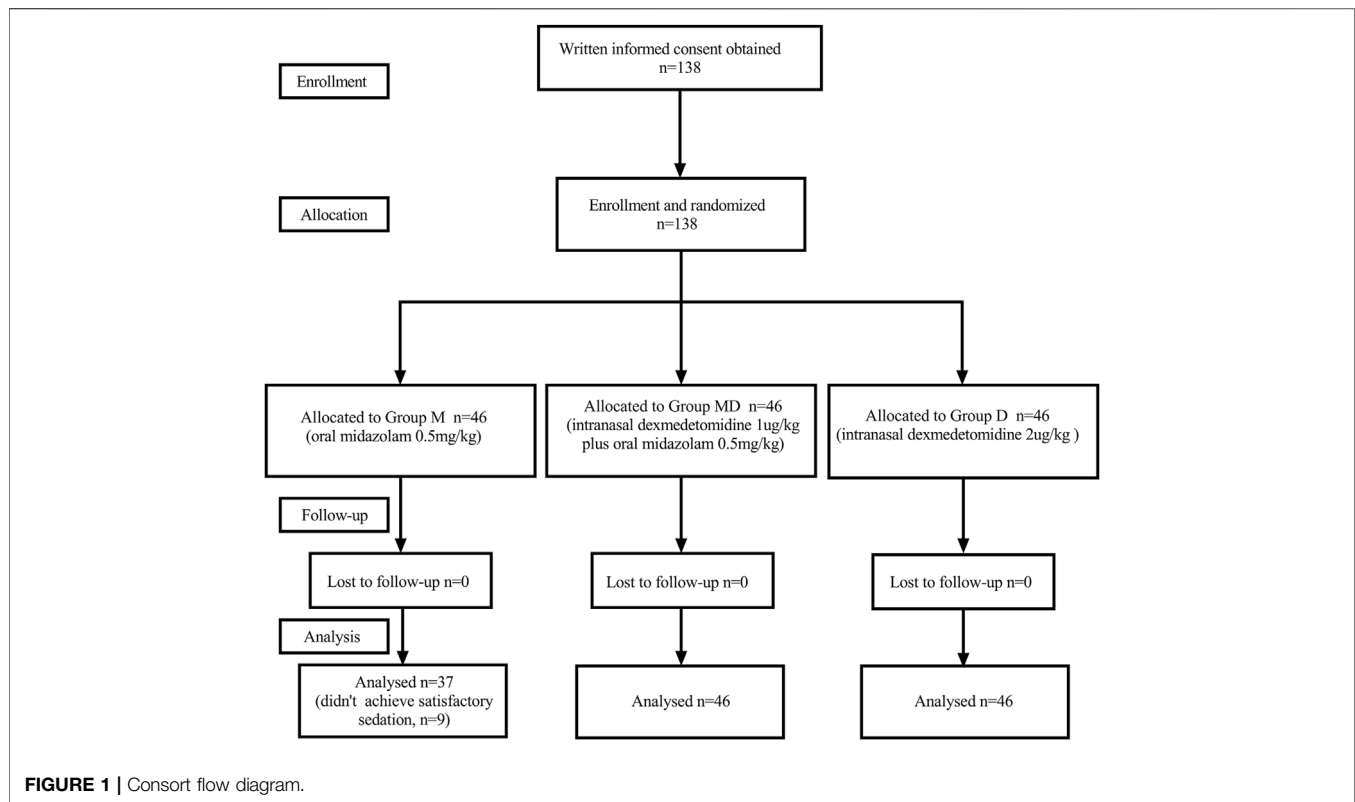 Written informed consent obtained
n=138
Enrollment
Enrollment and randomized
n=138
Allocation
Allocated to Group M n=46
(oral midazolam 0.5mg/kg)
Allocated to Group MD n=46
(intranasal dexmedetomidine 1ug/kg
plus oral midazolam 0.5mg/kg)
Allocated to Group D n=46
(intranasal dexmedetomidine 2ug/kg )
Follow-up
Lost to follow-up n=0
Lost to follow-up n=0
Lost to follow-up n=0
Analysis
Analysed n=37
(didn't achieve satisfactory
sedation, n=9)
Analysed n=46
Analysed n=46
FIGURE 1 | Consort flow diagram.